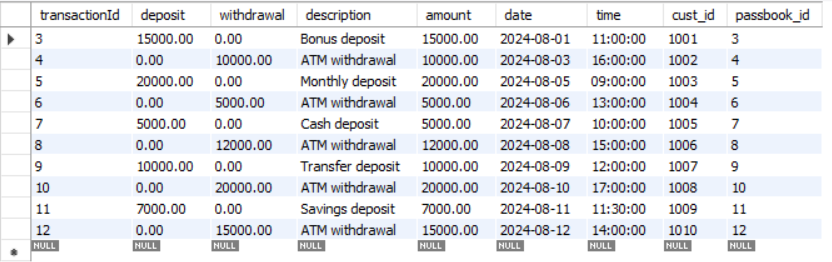 transactionId deposit withdrawal description amount date time cust_id passbook_id
3 15000.00 0.00 Bonus deposit 15000.00 2024-08-01 11:00:00 1001 3
4 0.00 10000.00 ATM withdrawal 10000.00 2024-08-03 16:00:00 1002 4
5 20000.00 0.00 Monthly deposit 20000.00 2024-08-05 09:00:00 1003 5
6 0.00 5000.00 ATM withdrawal 5000.00 2024-08-06 13:00:00 1004 6
7 5000.00 0.00 Cash deposit 5000.00 2024-08-07 10:00:00 1005 7
8 0.00 12000.00 ATM withdrawal 12000.00 2024-08-08 15:00:00 1006 8
9 10000.00 0.00 Transfer deposit 10000.00 2024-08-09 12:00:00 1007 9
10 0.00 20000.00 ATM withdrawal 20000.00 2024-08-10 17:00:00 1008 10
11 7000.00 0.00 Savings deposit 7000.00 2024-08-11 11:30:00 1009 11
12 0.00 15000.00 ATM withdrawal 15000.00 2024-08-12 14:00:00 1010 12
NULL NULL NULL NULL NULL NULL NULL NULL NULL